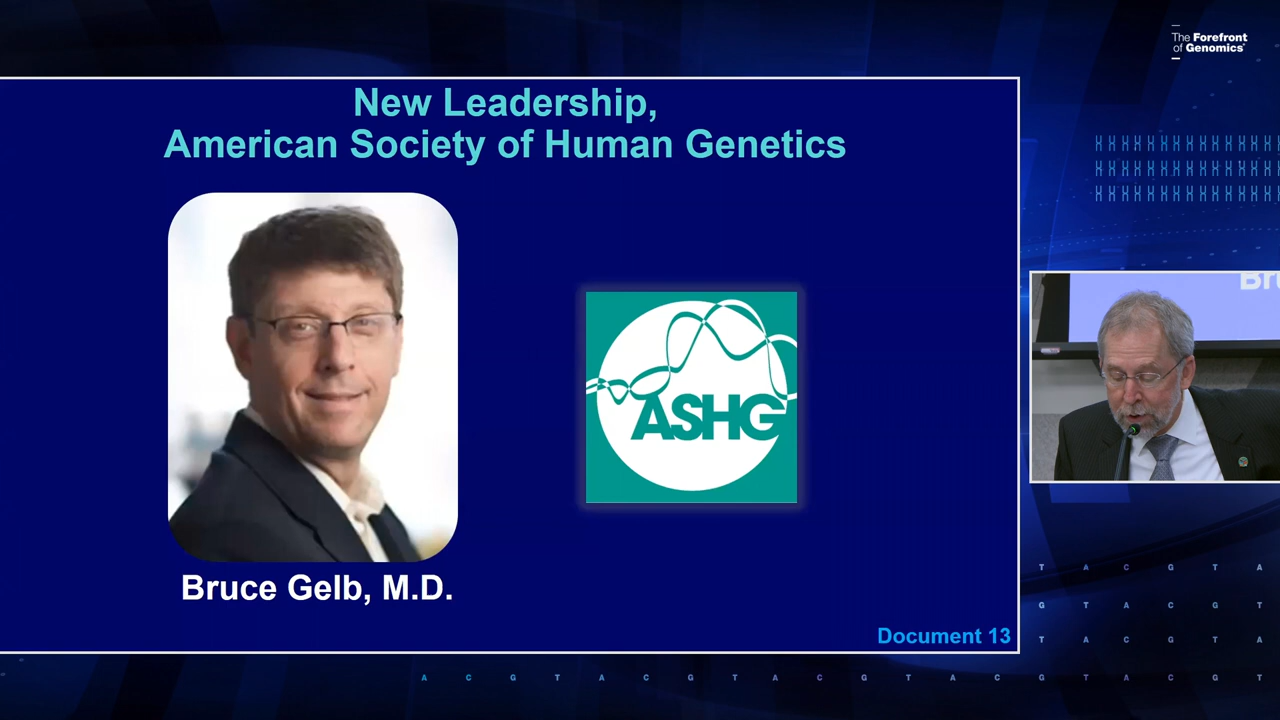 The Forefront
of Genomics®
New Leadership,
American Society of Human Genetics
ASHG
Bruce Gelb, M.D.
Document 13
T A C G T A
G T A C G T
T A C G T A
A C G T A C G T A C G T A C G T A C G T